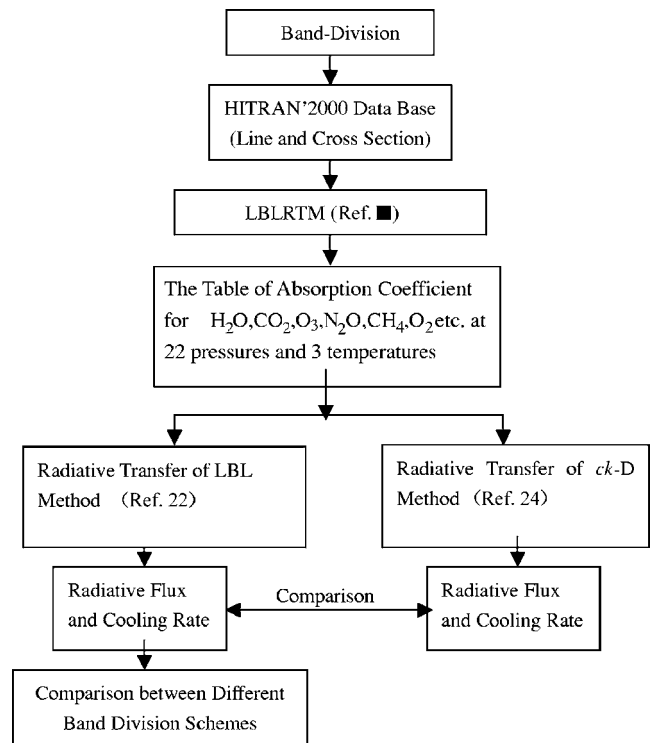 Band-Division
HITRAN’2000 Data Base
(Line and Cross Section)
LBLRTM (Ref. ■)
The Table of Absorption Coefficient
for H₂O,CO₂,O₃,N₂O,CH₄,O₂etc. at
22 pressures and 3 temperatures
Radiative Transfer of LBL
Method （Ref. 22）
Radiative Transfer of ck-D
Method （Ref. 24）
Radiative Flux
and Cooling Rate
Comparison
Radiative Flux
and Cooling Rate
Comparison between Different
Band Division Schemes